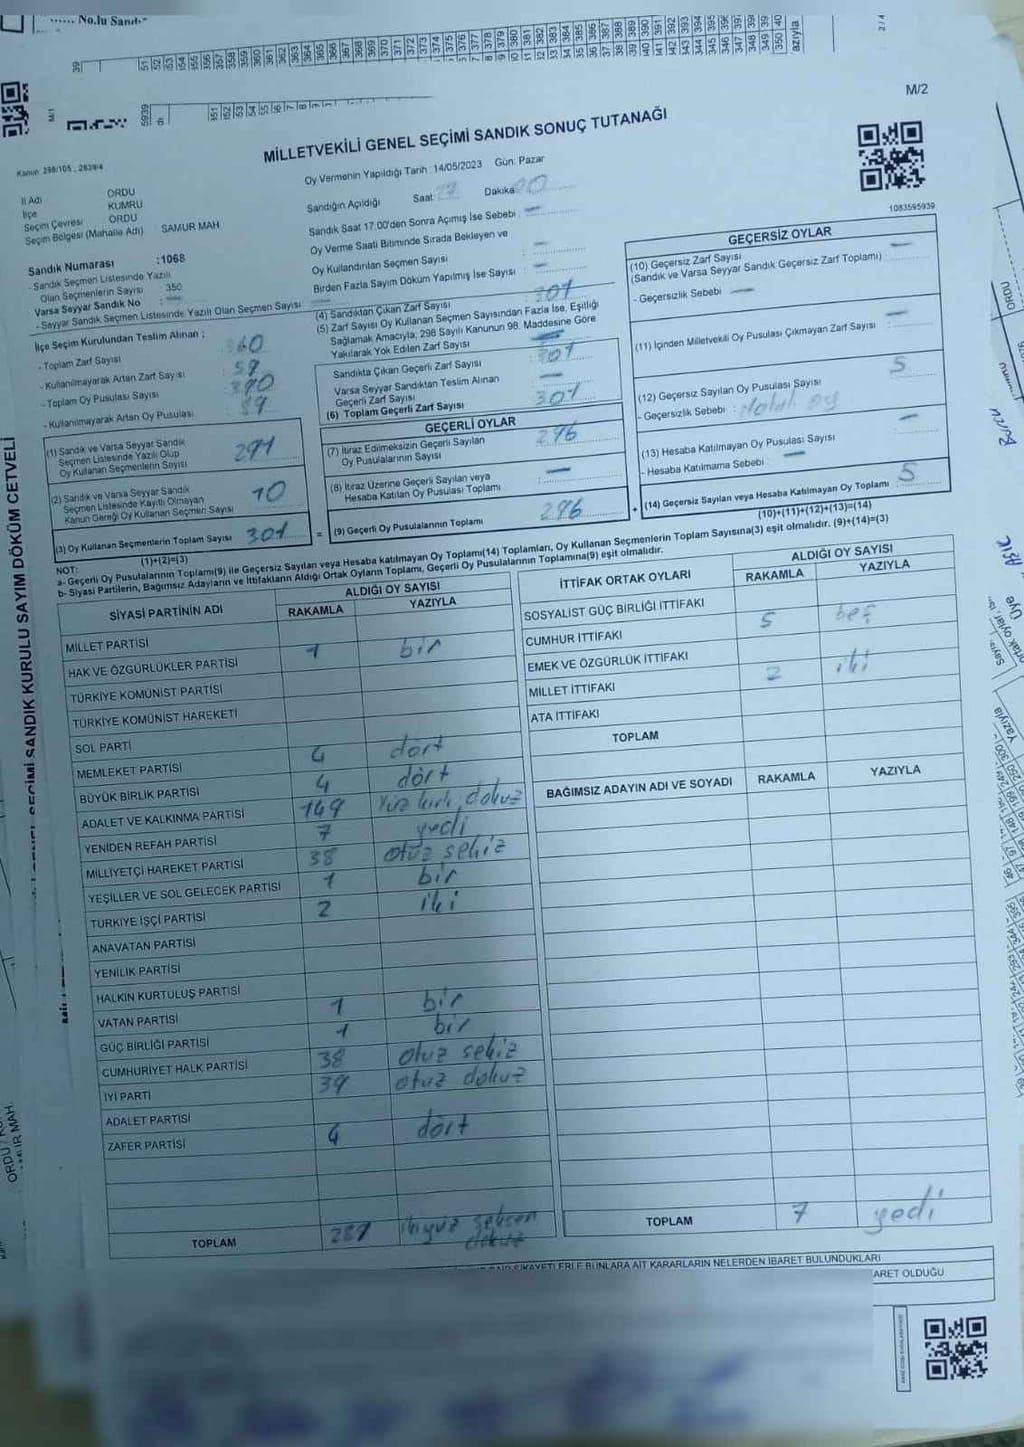 No.lu Sandı
M/2
MİLLETVEKİLİ GENEL SEÇİMİ SANDIK SONUÇ TUTANAĞI
Kanun: 298/105, 2839/4
1083595939
İl Adı ORDU
İlçe KUMRU
Seçim Çevresi ORDU
Seçim Bölgesi (Mahalle Adı) : SAMUR MAH
Sandık Numarası :1068
- Sandık Seçmen Listesinde Yazılı
Olan Seçmenlerin Sayısı : 350
Varsa Seyyar Sandık No : —
- Seyyar Sandık Seçmen Listesinde Yazılı Olan Seçmen Sayısı : —
Oy Vermenin Yapıldığı Tarih :14/05/2023 Gün: Pazar
Sandığın Açıldığı Saat: 17 Dakika 00
Sandık Saat 17:00'den Sonra Açımış İse Sebebi : —
Oy Verme Saati Bitiminde Sırada Bekleyen ve
Oy Kullandırılan Seçmen Sayısı : —
Birden Fazla Sayım Döküm Yapılmış İse Sayısı : —
İlçe Seçim Kurulundan Teslim Alınan :
- Toplam Zarf Sayısı
- Kullanılmayarak Artan Zarf Sayısı : 59
- Toplam Oy Pusulası Sayısı : 390
- Kullanılmayarak Artan Oy Pusulası : 89
(1) Sandık ve Varsa Seyyar Sandık
Seçmen Listesinde Yazılı Olup
Oy Kullanan Seçmenlerin Sayısı 291
(2) Sandık ve Varsa Seyyar Sandık
Seçmen Listesinde Kayıtlı Olmayan
Kanun Gereği Oy Kullanan Seçmen Sayısı 10
(3) Oy Kullanan Seçmenlerin Toplam Sayısı 301
(1)+(2)=(3)
(4) Sandıktan Çıkan Zarf Sayısı 301
(5) Zarf Sayısı Oy Kullanan Seçmen Sayısından Fazla İse, Eşitliği
Sağlamak Amacıyla; 298 Sayılı Kanunun 98. Maddesine Göre
Yakılarak Yok Edilen Zarf Sayısı —
Sandıkta Çıkan Geçerli Zarf Sayısı : 301
Varsa Seyyar Sandıktan Teslim Alınan
Geçerli Zarf Sayısı : —
(6) Toplam Geçerli Zarf Sayısı : 301
GEÇERLİ OYLAR
(7) İtiraz Edilmeksizin Geçerli Sayılan
Oy Pusulalarının Sayısı : 296
(8) İtiraz Üzerine Geçerli Sayılan veya
Hesaba Katılan Oy Pusulası Toplamı : —
= (9) Geçerli Oy Pusulalarının Toplamı 296 +
GEÇERSİZ OYLAR
(10) Geçersiz Zarf Sayısı
(Sandık ve Varsa Seyyar Sandık Geçersiz Zarf Toplamı) : —
- Geçersizlik Sebebi : —
(11) İçinden Milletvekili Oy Pusulası Çıkmayan Zarf Sayısı : —
(12) Geçersiz Sayılan Oy Pusulası Sayısı : 5
- Geçersizlik Sebebi : Hatalı oy
(13) Hesaba Katılmayan Oy Pusulası Sayısı : —
- Hesaba Katılmama Sebebi : —
(14) Geçersiz Sayılan veya Hesaba Katılmayan Oy Toplamı : 5
(10)+(11)+(12)+(13)=(14)
NOT:
a- Geçerli Oy Pusulalarının Toplamı(9) ile Geçersiz Sayılan veya Hesaba katılmayan Oy Toplamı(14) Toplamları, Oy Kullanan Seçmenlerin Toplam Sayısına(3) eşit olmalıdır. (9)+(14)=(3)
b- Siyasi Partilerin, Bağımsız Adayların ve İttifakların Aldığı Ortak Oyların Toplamı, Geçerli Oy Pusulalarının Toplamına(9) eşit olmalıdır.
SİYASİ PARTİNİN ADI ALDIĞI OY SAYISI
RAKAMLA YAZIYLA
MİLLET PARTİSİ
HAK VE ÖZGÜRLÜKLER PARTİSİ 1 bir
TÜRKİYE KOMÜNİST PARTİSİ
TÜRKİYE KOMÜNİST HAREKETİ
SOL PARTİ
MEMLEKET PARTİSİ 4 dört
BÜYÜK BİRLİK PARTİSİ 4 dört
ADALET VE KALKINMA PARTİSİ 149 Yüz kırk dokuz
YENİDEN REFAH PARTİSİ 7 yedi
MİLLİYETÇİ HAREKET PARTİSİ 38 otuz sekiz
YEŞİLLER VE SOL GELECEK PARTİSİ 1 bir
TÜRKİYE İŞÇİ PARTİSİ 2 iki
ANAVATAN PARTİSİ
YENİLİK PARTİSİ
HALKIN KURTULUŞ PARTİSİ
VATAN PARTİSİ 1 bir
GÜÇ BİRLİĞİ PARTİSİ 1 bir
CUMHURİYET HALK PARTİSİ 38 otuz sekiz
İYİ PARTİ 39 otuz dokuz
ADALET PARTİSİ
ZAFER PARTİSİ 4 dört
TOPLAM 289 ikiyüz seksen dokuz
İTTİFAK ORTAK OYLARI ALDIĞI OY SAYISI
RAKAMLA YAZIYLA
SOSYALİST GÜÇ BİRLİĞİ İTTİFAKI
CUMHUR İTTİFAKI 5 beş
EMEK VE ÖZGÜRLÜK İTTİFAKI
MİLLET İTTİFAKI 2 iki
ATA İTTİFAKI
TOPLAM
BAĞIMSIZ ADAYIN ADI VE SOYADI RAKAMLA YAZIYLA
TOPLAM 7 yedi
ŞİKAYETLERLE BUNLARA AİT KARARLARIN NELERDEN İBARET BULUNDUKLARI
ARET OLDUĞU
SEÇİMİ SANDIK KURULU SAYIM DÖKÜM CETVELİ